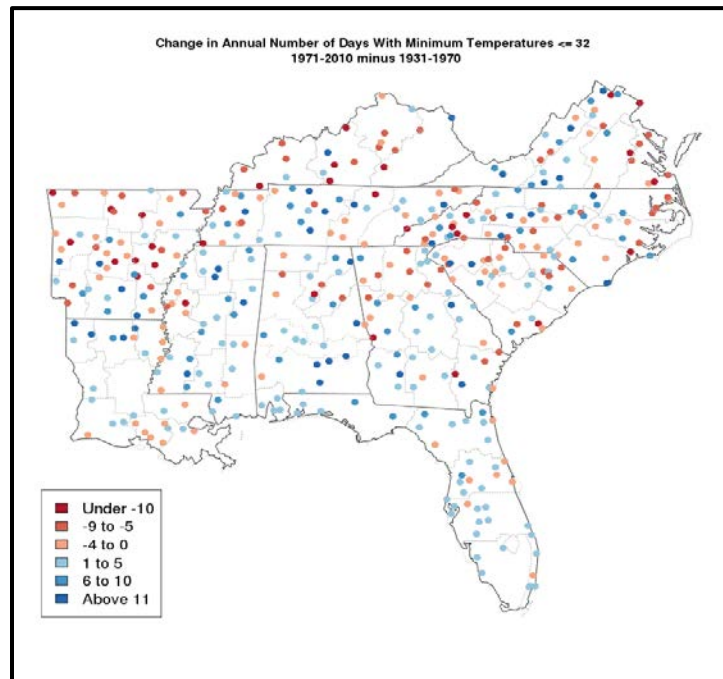 Change in Annual Number of Days With Minimum Temperatures <= 32
1971-2010 minus 1931-1970
Under -10
-9 to -5
-4 to 0
1 to 5
6 to 10
Above 11